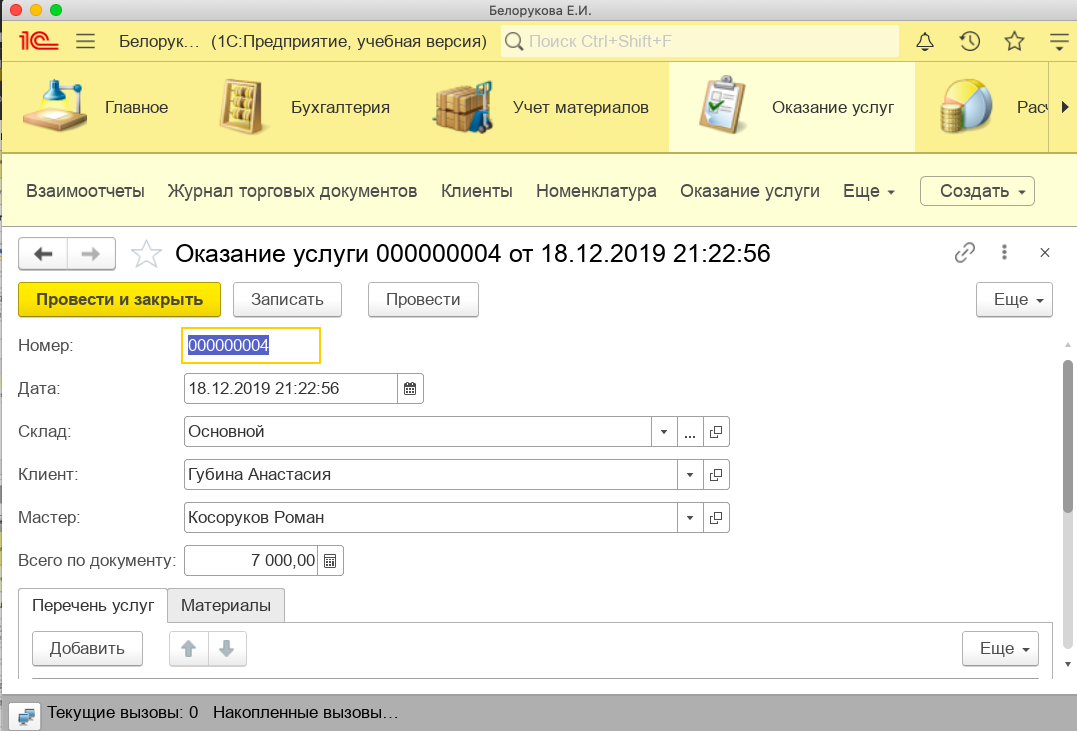 Белорукова Е.И.
1С Белорук… (1С:Предприятие, учебная версия) Поиск Ctrl+Shift+F
Главное Бухгалтерия Учет материалов Оказание услуг Расч
Взаимоотчеты Журнал торговых документов Клиенты Номенклатура Оказание услуги Еще Создать
Оказание услуги 000000004 от 18.12.2019 21:22:56
Провести и закрыть Записать Провести Еще
Номер: 000000004
Дата: 18.12.2019 21:22:56
Склад: Основной ...
Клиент: Губина Анастасия
Мастер: Косоруков Роман
Всего по документу: 7 000,00
Перечень услуг Материалы
Добавить Еще
Текущие вызовы: 0 Накопленные вызовы…